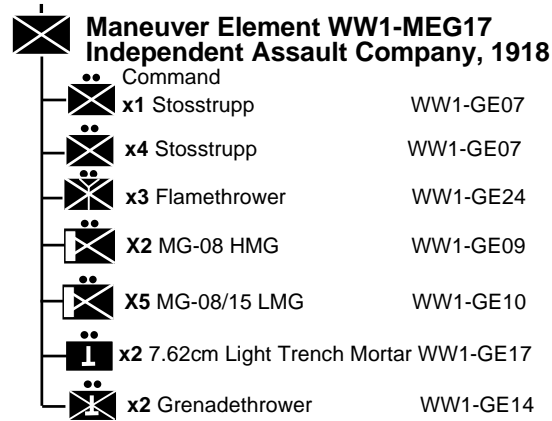 Maneuver Element WW1-MEG17
Independent Assault Company, 1918
Command
x1 Stosstrupp WW1-GE07
x4 Stosstrupp WW1-GE07
x3 Flamethrower WW1-GE24
X2 MG-08 HMG WW1-GE09
X5 MG-08/15 LMG WW1-GE10
x2 7.62cm Light Trench Mortar WW1-GE17
x2 Grenadethrower WW1-GE14